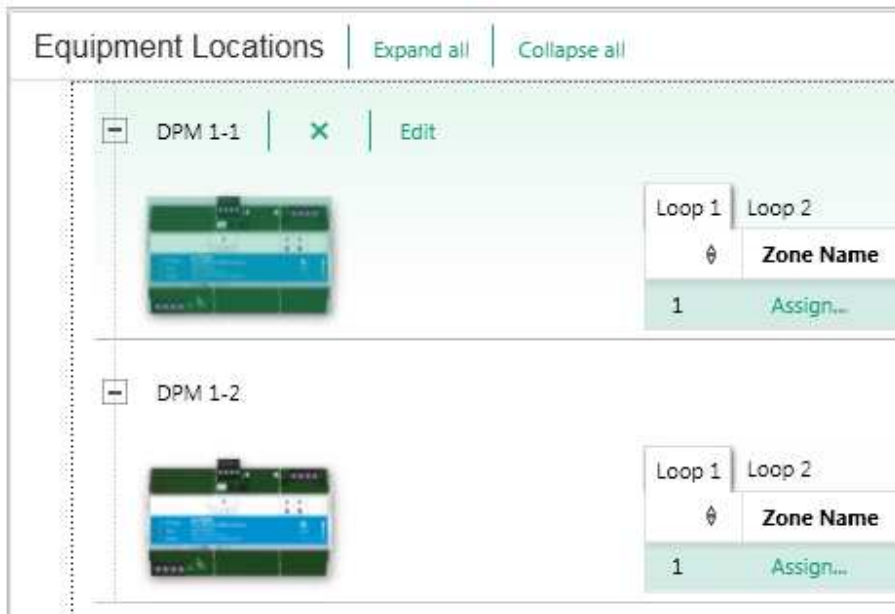 Equipment Locations Expand all Collapse all
DPM 1-1 × Edit
Loop 1 Loop 2
Zone Name
1 Assign...
DPM 1-2
Loop 1 Loop 2
Zone Name
1 Assign...